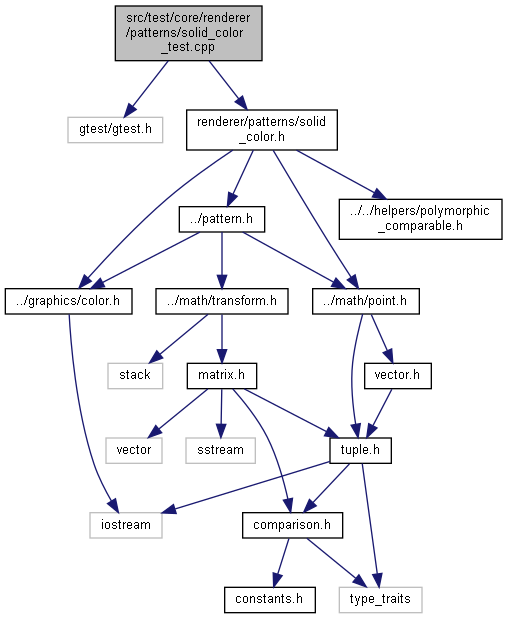 src/test/core/renderer
/patterns/solid_color
_test.cpp
gtest/gtest.h
renderer/patterns/solid
_color.h
../pattern.h
../../helpers/polymorphic
_comparable.h
../graphics/color.h
../math/transform.h
../math/point.h
stack
matrix.h
vector.h
vector
sstream
tuple.h
iostream
comparison.h
constants.h
type_traits